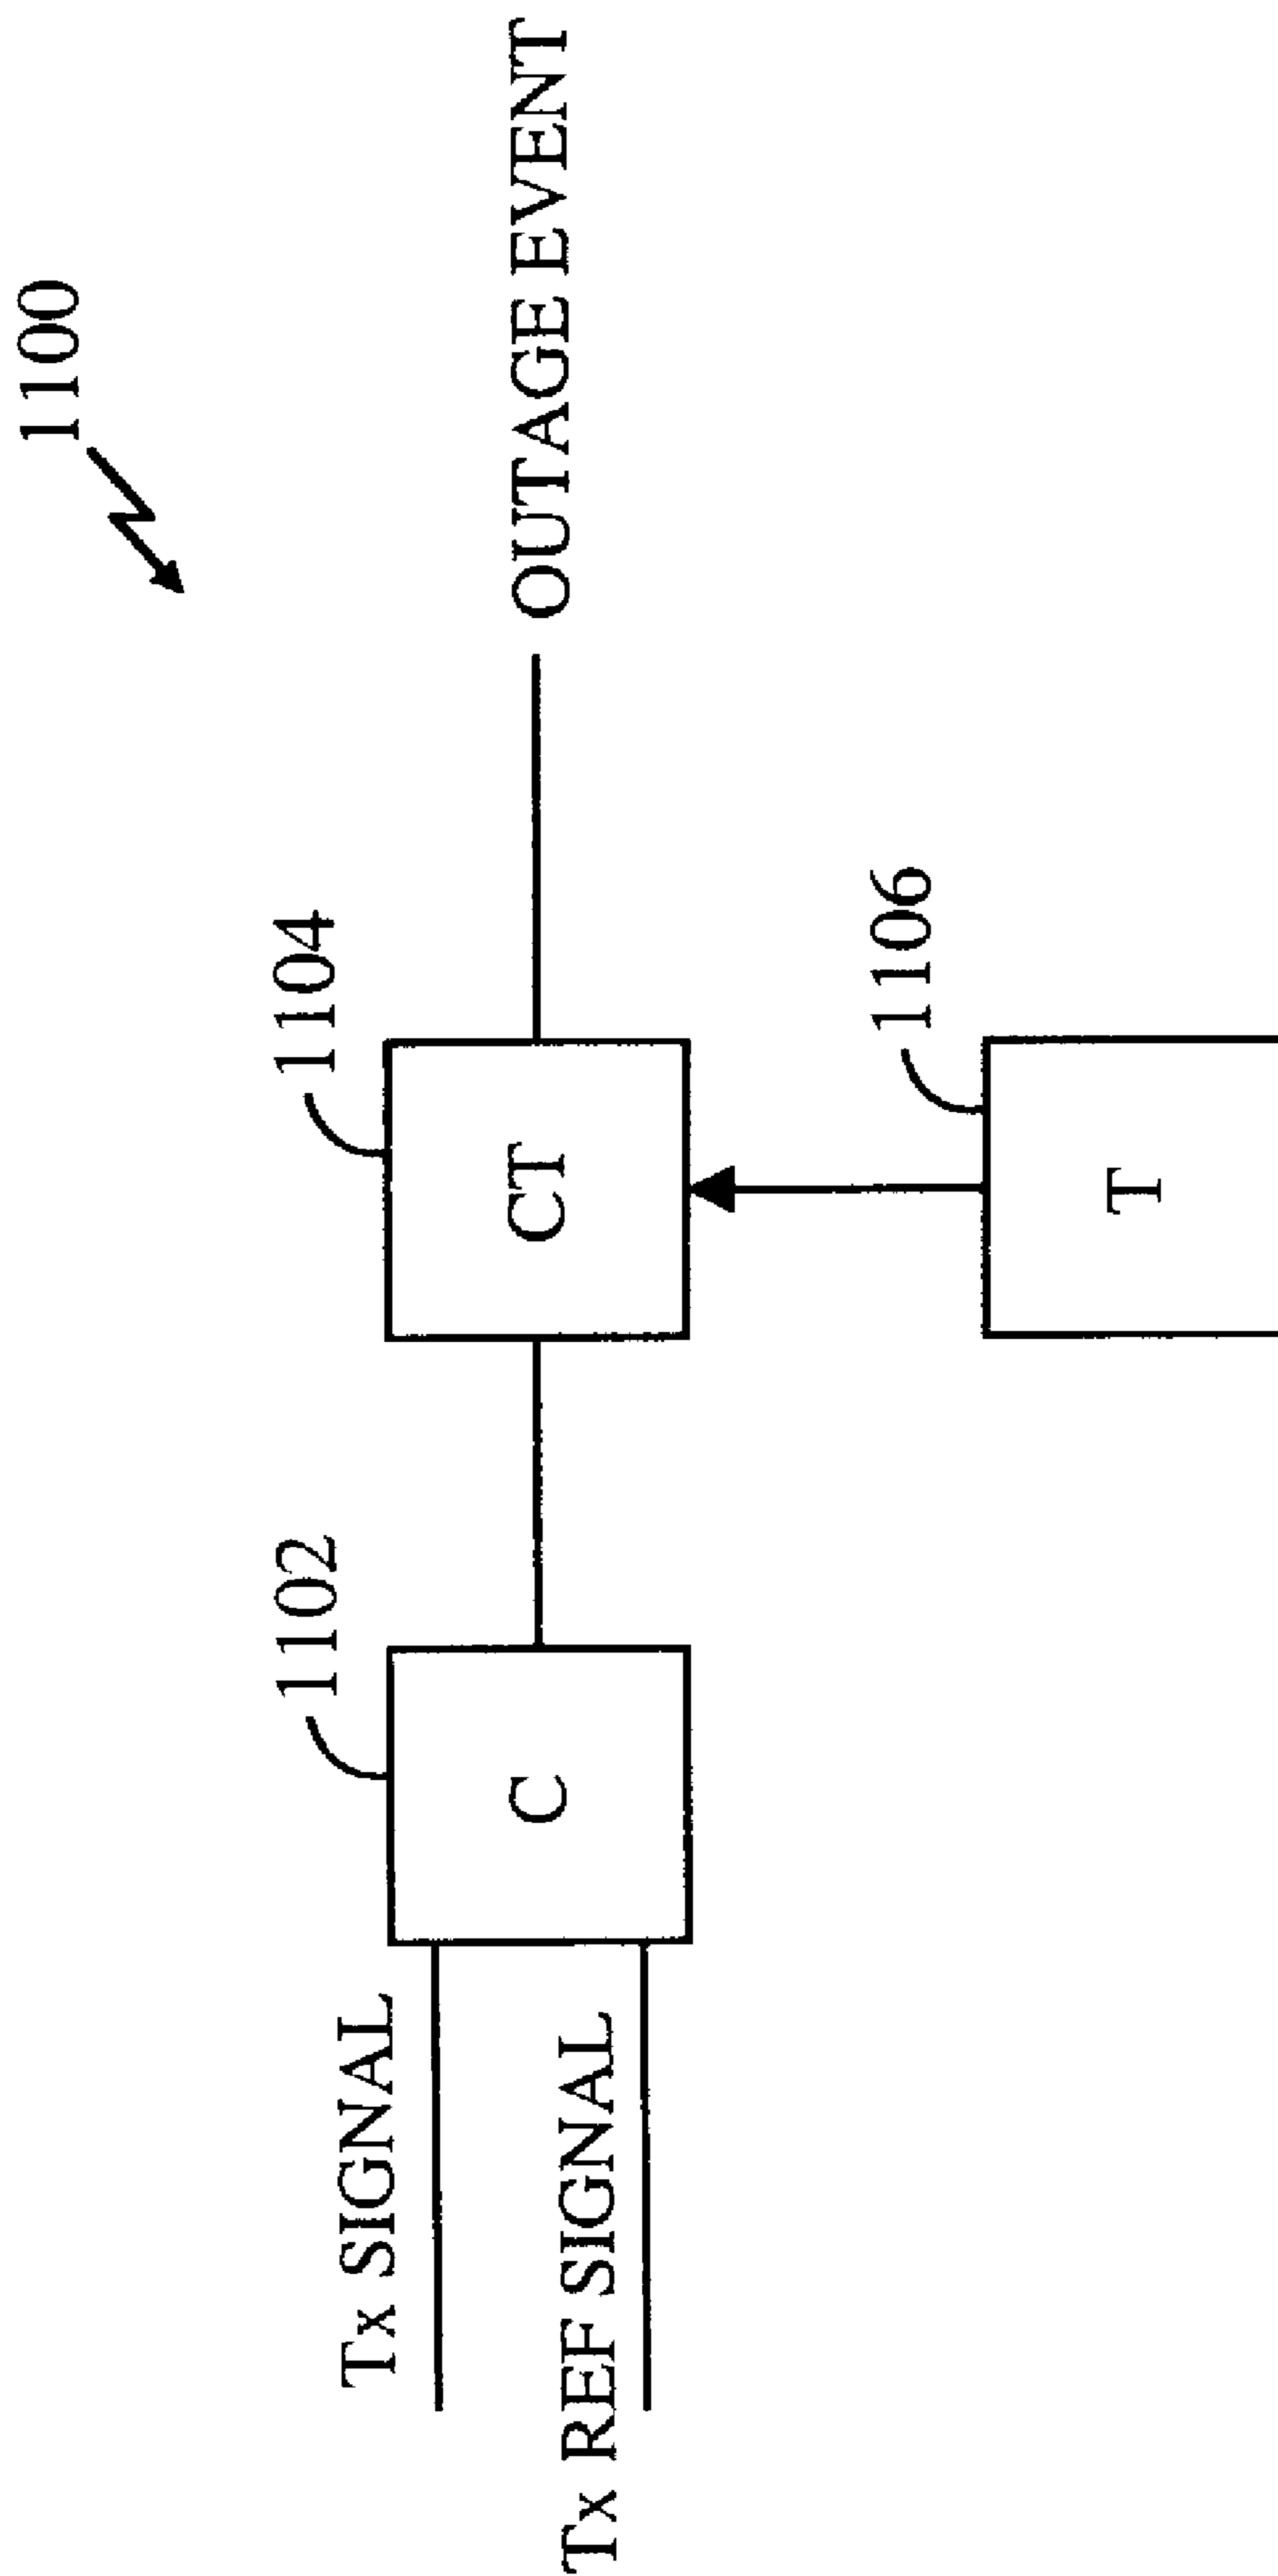 1100
1102
1104
Tx SIGNAL
C
CT
OUTAGE EVENT
Tx REF SIGNAL
1106
T